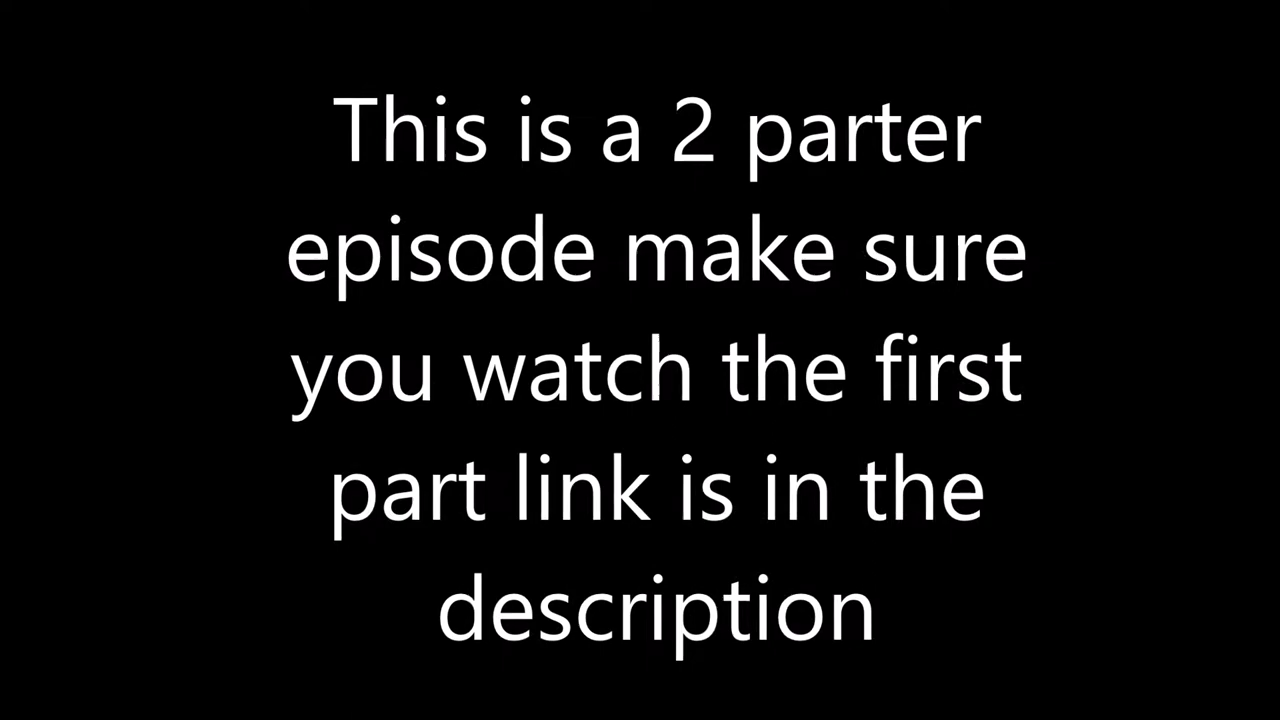 This is a 2 parter
episode make sure
you watch the first
part link is in the
description